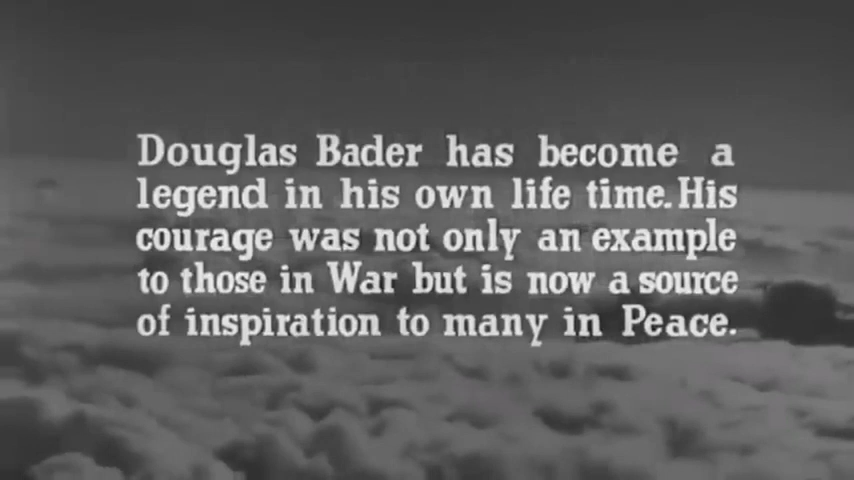 Douglas Bader has become a
legend in his own life time. His
courage was not only an example
to those in War but is now a source
of inspiration to many in Peace.